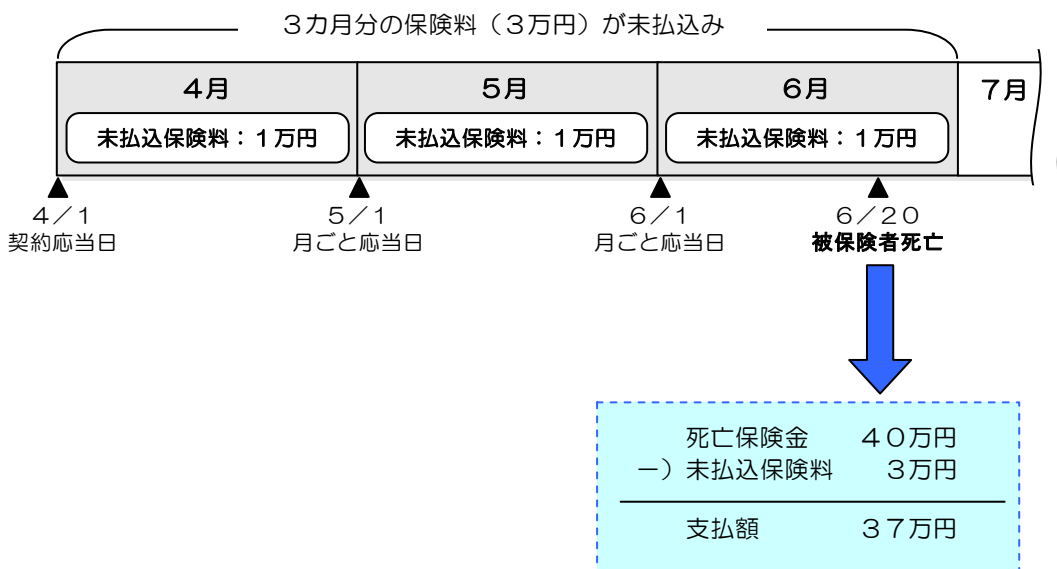 ３カ月分の保険料（３万円）が未払込み
４月 ５月 ６月 ７月
未払込保険料：１万円 未払込保険料：１万円 未払込保険料：１万円
４／１ ５／１ ６／１ ６／２０
契約応当日 月ごと応当日 月ごと応当日 被保険者死亡
死亡保険金 ４０万円
－）未払込保険料 ３万円
支払額 ３７万円